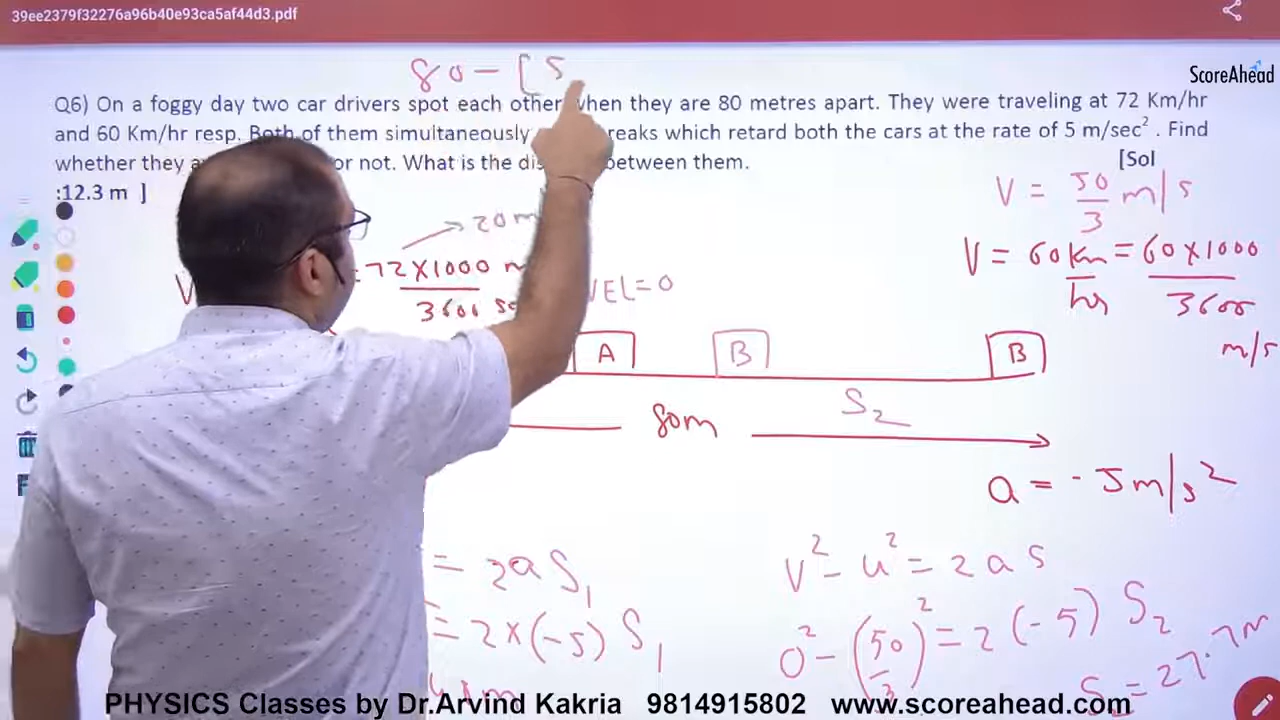 39ee2379f32276a96b40e93ca5af44d3.pdf
ScoreAhead
80 - [5
Q6) On a foggy day two car drivers spot each other when they are 80 metres apart. They were traveling at 72 Km/hr
and 60 Km/hr resp. Both of them simultaneously reaks which retard both the cars at the rate of 5 m/sec². Find
whether they or not. What is the dis between them. [Sol
:12.3 m ]
V = 50/3 m/s
20 m
= 72×1000 m
3600 s
VEL=0
V = 60 Km/hr = 60×1000/3600 m/s
A B B
80m
S₂
a = -5m/s²
= 2a S₁
= 2×(-5) S₁
V² - u² = 2 a s
0² - (50/3)² = 2 (-5) S₂
S₂ = 27.7m
PHYSICS Classes by Dr.Arvind Kakria 9814915802 www.scoreahead.com